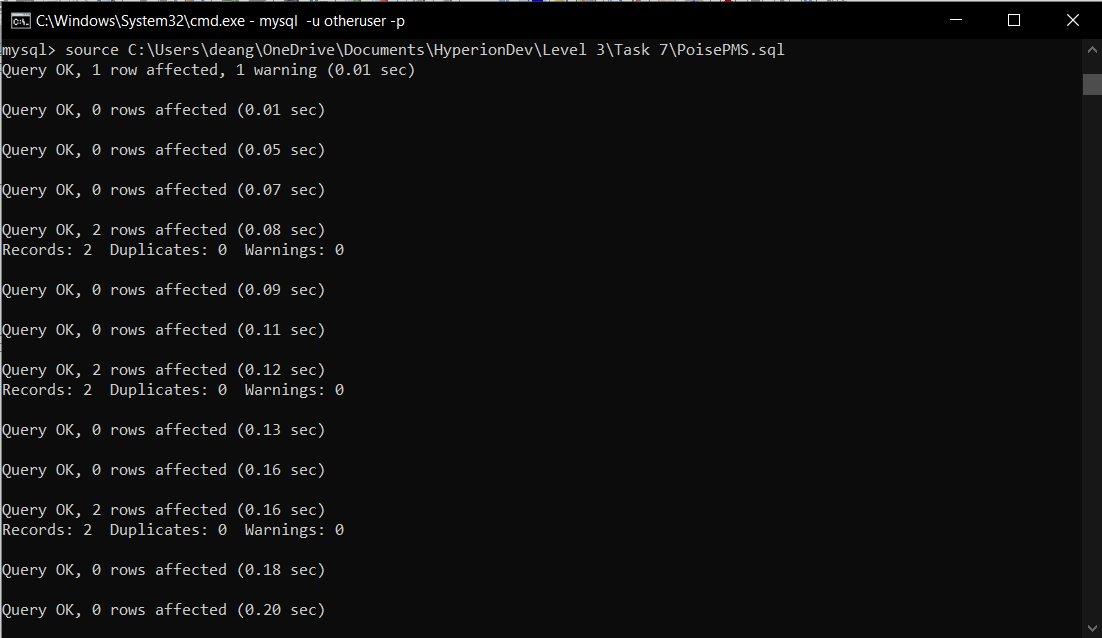 C:\Windows\System32\cmd.exe - mysql -u otheruser -p
mysql> source C:\Users\deang\OneDrive\Documents\HyperionDev\Level 3\Task 7\PoisePMS.sql
Query OK, 1 row affected, 1 warning (0.01 sec)
Query OK, 0 rows affected (0.01 sec)
Query OK, 0 rows affected (0.05 sec)
Query OK, 0 rows affected (0.07 sec)
Query OK, 2 rows affected (0.08 sec)
Records: 2  Duplicates: 0  Warnings: 0
Query OK, 0 rows affected (0.09 sec)
Query OK, 0 rows affected (0.11 sec)
Query OK, 2 rows affected (0.12 sec)
Records: 2  Duplicates: 0  Warnings: 0
Query OK, 0 rows affected (0.13 sec)
Query OK, 0 rows affected (0.16 sec)
Query OK, 2 rows affected (0.16 sec)
Records: 2  Duplicates: 0  Warnings: 0
Query OK, 0 rows affected (0.18 sec)
Query OK, 0 rows affected (0.20 sec)